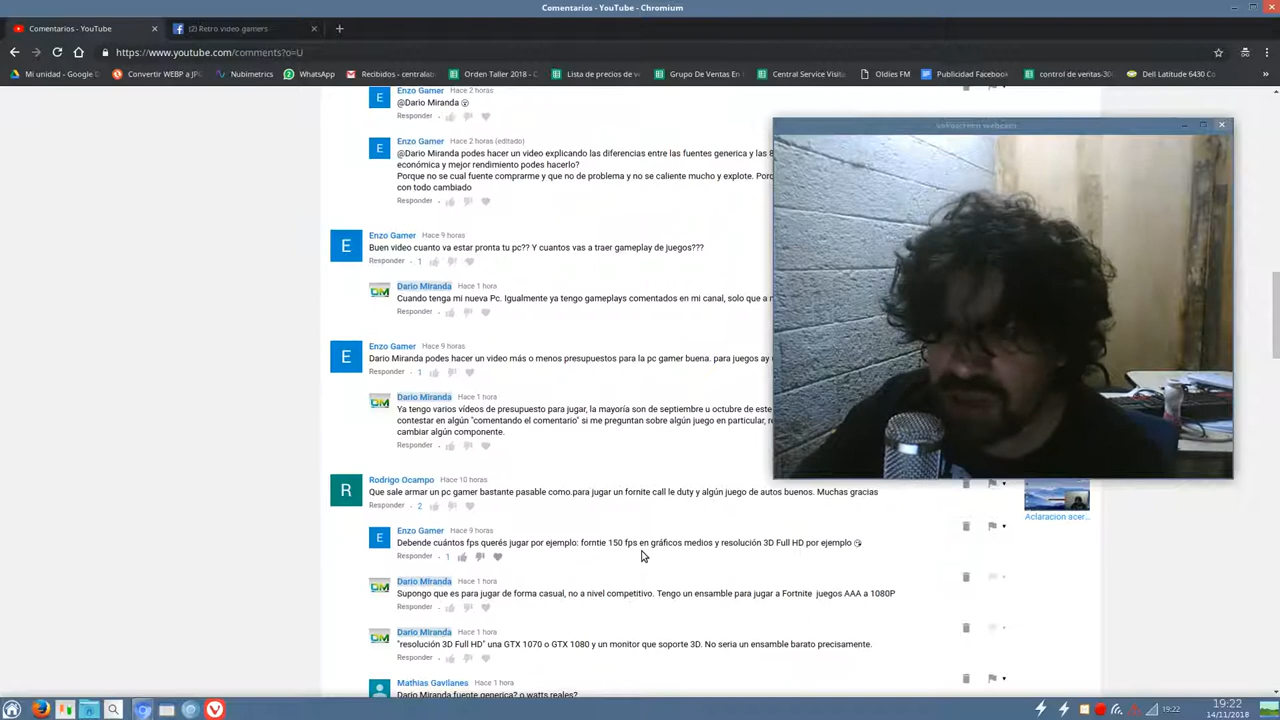 Comentarios - YouTube - Chromium
Comentarios - YouTube
(2) Retro video gamers
https://www.youtube.com/comments?o=U
Mi unidad - Google D
Convertir WEBP a JP
Nubimetrics
WhatsApp
Recibidos - centralab
Orden Taller 2018 - C
Lista de precios de v
Grupo De Ventas En
Central Service Visita
Oldies FM
Publicidad Facebook
control de ventas-30
Dell Latitude 6430 Co
»
Enzo Gamer Hace 2 horas
@Dario Miranda 😮
Responder
Enzo Gamer Hace 2 horas (editado)
@Dario Miranda podes hacer un video explicando las diferencias entre las fuentes generica y las 8
económica y mejor rendimiento podes hacerlo?
Porque no se cual fuente comprarme y que no de problema y no se caliente mucho y explote. Porq
con todo cambiado
Responder
E
Enzo Gamer Hace 9 horas
Buen video cuanto va estar pronta tu pc?? Y cuantos vas a traer gameplay de juegos???
Responder · 1
DM
Dario Miranda Hace 1 hora
Cuando tenga mi nueva Pc. Igualmente ya tengo gameplays comentados en mi canal, solo que a
Responder
E
Enzo Gamer Hace 9 horas
Dario Miranda podes hacer un video más o menos presupuestos para la pc gamer buena. para juegos ay
Responder · 1
DM
Dario Miranda Hace 1 hora
Ya tengo varios vídeos de presupuesto para jugar, la mayoría son de septiembre u octubre de este
contestar en algún "comentando el comentario" si me preguntan sobre algún juego en particular, re
cambiar algún componente.
Responder
R
Rodrigo Ocampo Hace 10 horas
Que sale armar un pc gamer bastante pasable como.para jugar un fornite call le duty y algún juego de autos buenos. Muchas gracias
Responder · 2
Aclaracion acer...
E
Enzo Gamer Hace 9 horas
Debende cuántos fps querés jugar por ejemplo: forntie 150 fps en gráficos medios y resolución 3D Full HD por ejemplo 😘
Responder · 1
DM
Dario Miranda Hace 1 hora
Supongo que es para jugar de forma casual, no a nivel competitivo. Tengo un ensamble para jugar a Fortnite juegos AAA a 1080P
Responder
DM
Dario Miranda Hace 1 hora
"resolución 3D Full HD" una GTX 1070 o GTX 1080 y un monitor que soporte 3D. No seria un ensamble barato precisamente.
Responder
Mathias Gavilanes Hace 1 hora
Dario Miranda fuente generica? o watts reales?
19:22
19:22
14/11/2018